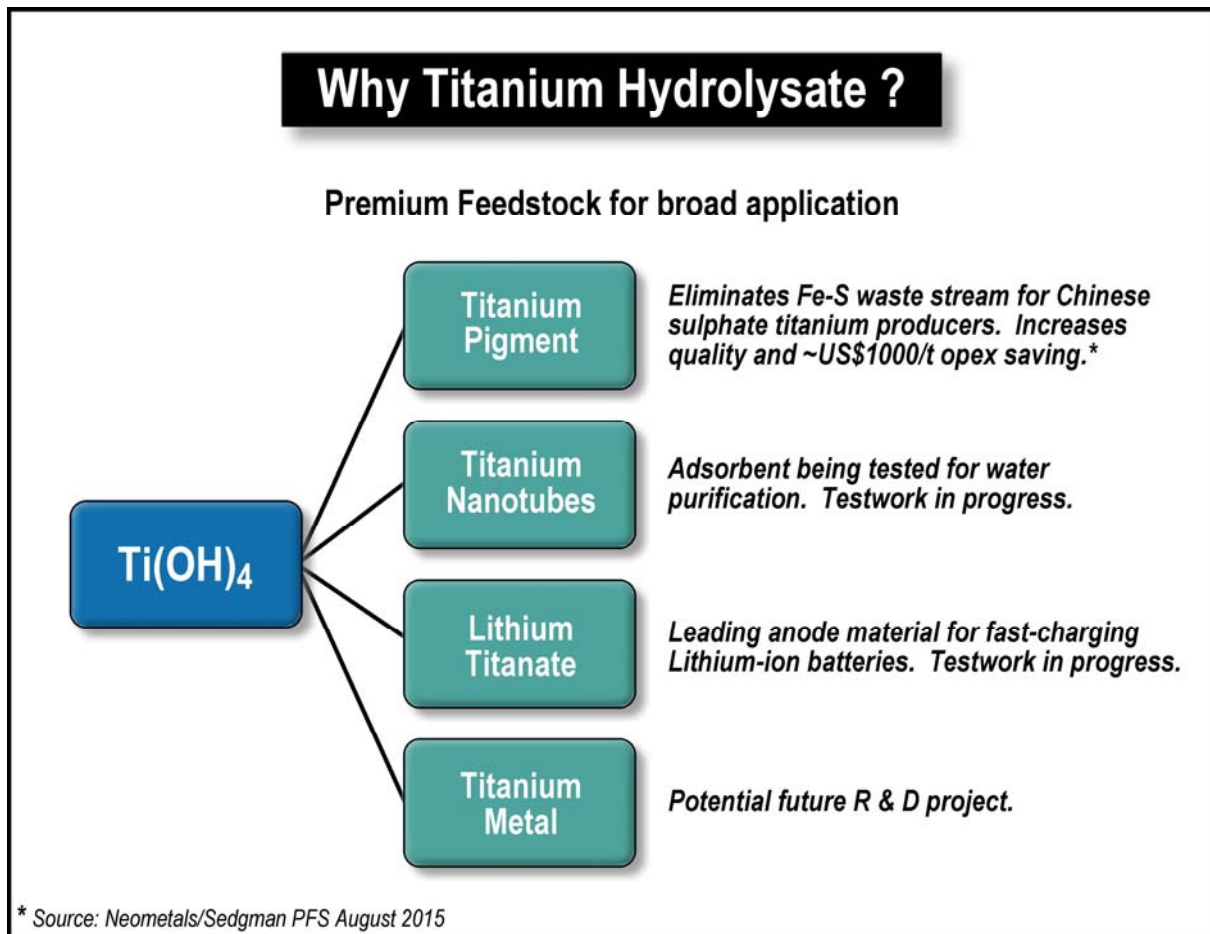 Why Titanium Hydrolysate ?
Premium Feedstock for broad application
Ti(OH)4
Titanium
Pigment
Eliminates Fe-S waste stream for Chinese
sulphate titanium producers.  Increases
quality and ~US$1000/t opex saving.*
Titanium
Nanotubes
Adsorbent being tested for water
purification.  Testwork in progress.
Lithium
Titanate
Leading anode material for fast-charging
Lithium-ion batteries.  Testwork in progress.
Titanium
Metal
Potential future R & D project.
* Source: Neometals/Sedgman PFS August 2015